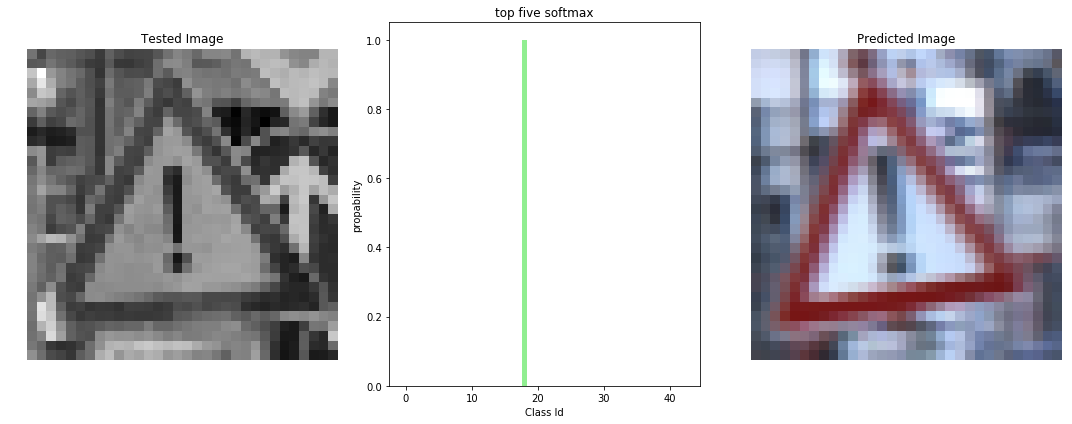 Tested Image
top five softmax
Predicted Image
propability
1.0
0.8
0.6
0.4
0.2
0.0
0 10 20 30 40
Class Id